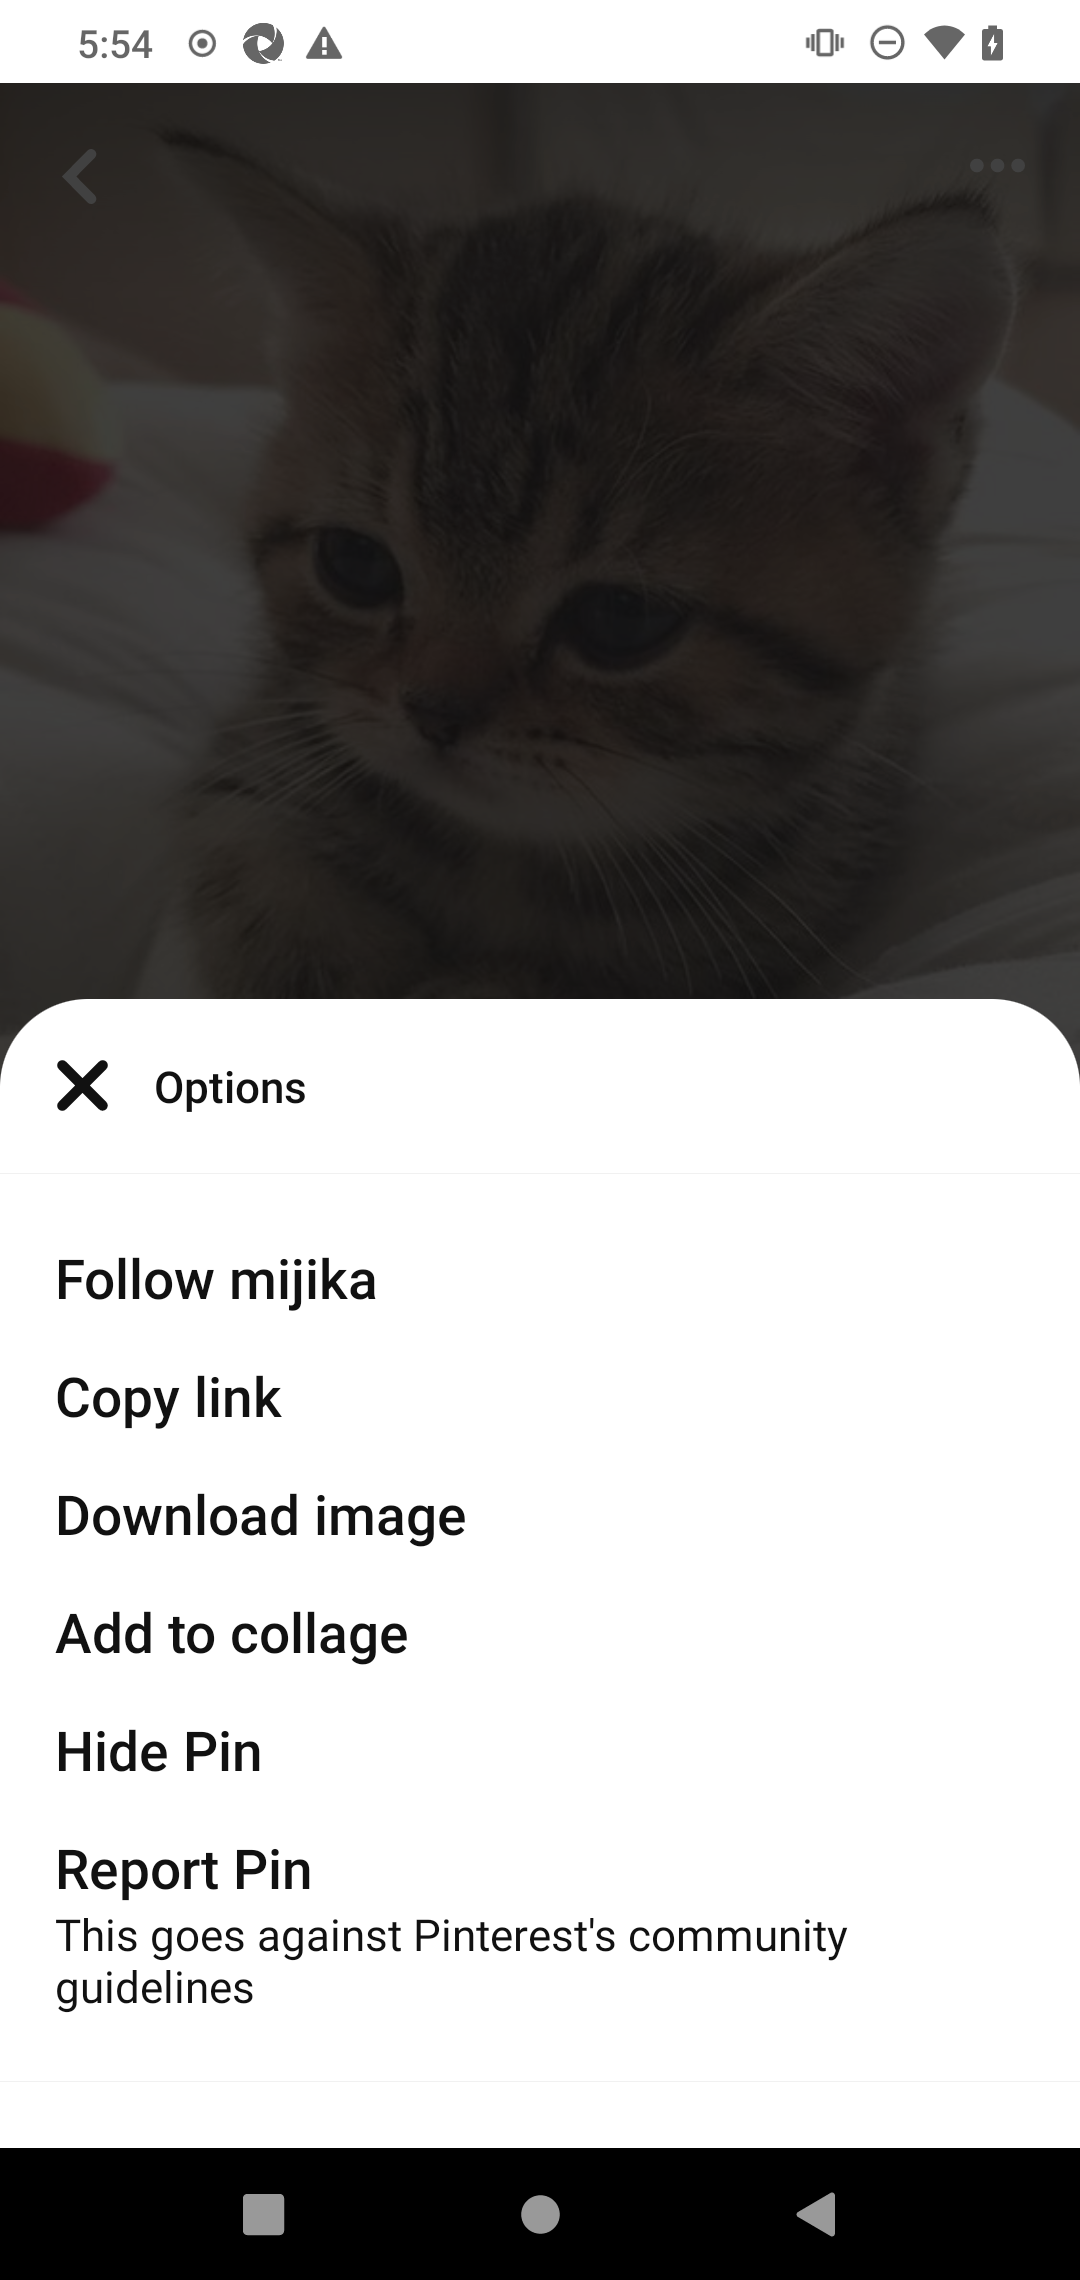 5:54
Options
Follow mijika
Copy link
Download image
Add to collage
Hide Pin
Report Pin
This goes against Pinterest's community
guidelines